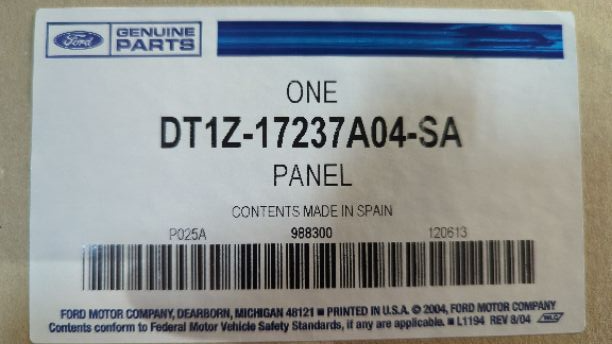 Ford GENUINE PARTS
ONE
DT1Z-17237A04-SA
PANEL
CONTENTS MADE IN SPAIN
P025A 988300 120613
FORD MOTOR COMPANY, DEARBORN, MICHIGAN 48121 ■ PRINTED IN U.S.A. © 2004, FORD MOTOR COMPANY
Contents conform to Federal Motor Vehicle Safety Standards, if any are applicable. ■ L1194 REV 8/04 WLC